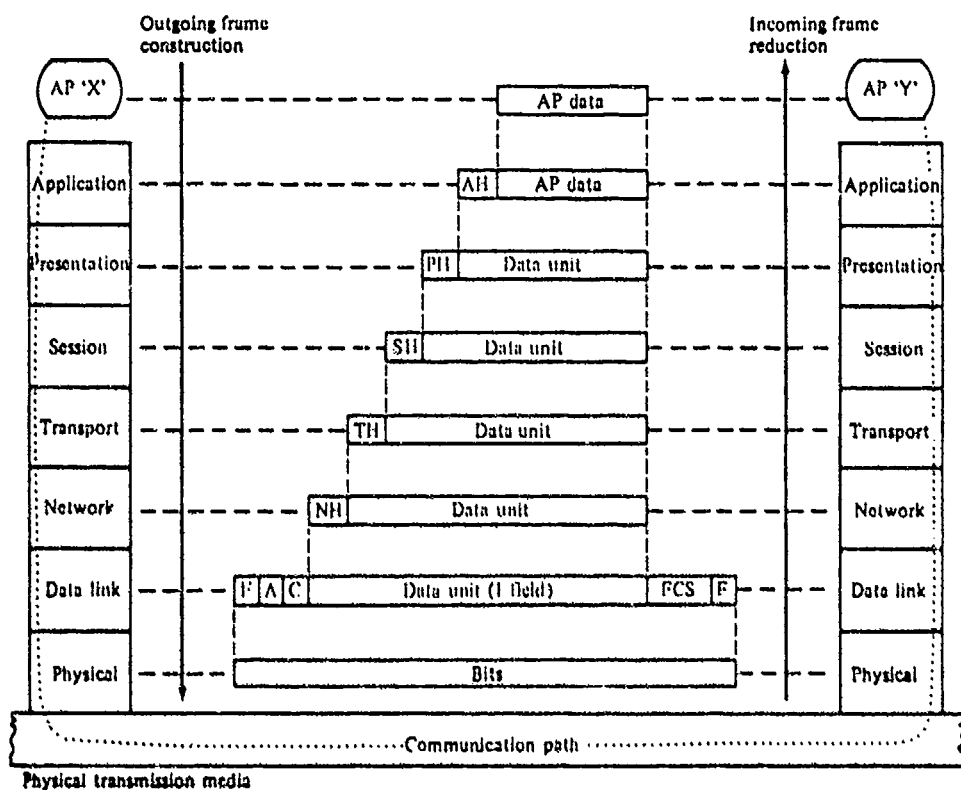 Outgoing frame
construction
Incoming frame
reduction
AP 'X'
AP data
AP 'Y'
Application
AH
AP data
Application
Presentation
PH
Data unit
Presentation
Session
SH
Data unit
Session
Transport
TH
Data unit
Transport
Network
NH
Data unit
Network
Data link
F A C
Data unit (I field)
FCS
F
Data link
Physical
Bits
Physical
Communication path
Physical transmission media